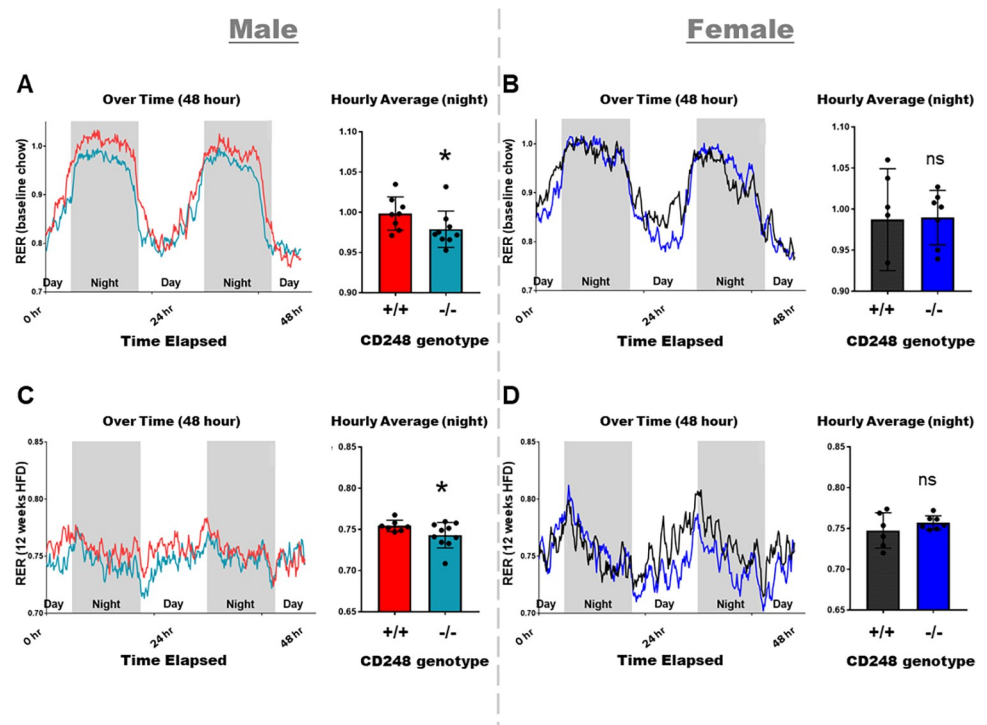 Male
Female
A
Over Time (48 hour)
Hourly Average (night)
RER (baseline chow)
1.0
0.9
0.8
0.7
Day
Night
Day
Night
Day
0 hr
24 hr
48 hr
Time Elapsed
1.10
1.05
1.00
0.95
0.90
*
+/+
-/-
CD248 genotype
B
Over Time (48 hour)
Hourly Average (night)
RER (baseline chow)
1.0
0.9
0.8
0.7
Day
Night
Day
Night
Day
0 hr
24 hr
48 hr
Time Elapsed
1.10
1.05
1.00
0.95
0.90
ns
+/+
-/-
CD248 genotype
C
Over Time (48 hour)
Hourly Average (night)
RER (12 weeks HFD)
0.85
0.80
0.75
0.70
Day
Night
Day
Night
Day
0 hr
24 hr
48 hr
Time Elapsed
0.85
0.80
0.75
0.70
0.65
*
+/+
-/-
CD248 genotype
D
Over Time (48 hour)
Hourly Average (night)
RER (12 weeks HFD)
0.85
0.80
0.75
0.70
Day
Night
Day
Night
Day
0 hr
24 hr
48 hr
Time Elapsed
0.85
0.80
0.75
0.70
0.65
ns
+/+
-/-
CD248 genotype